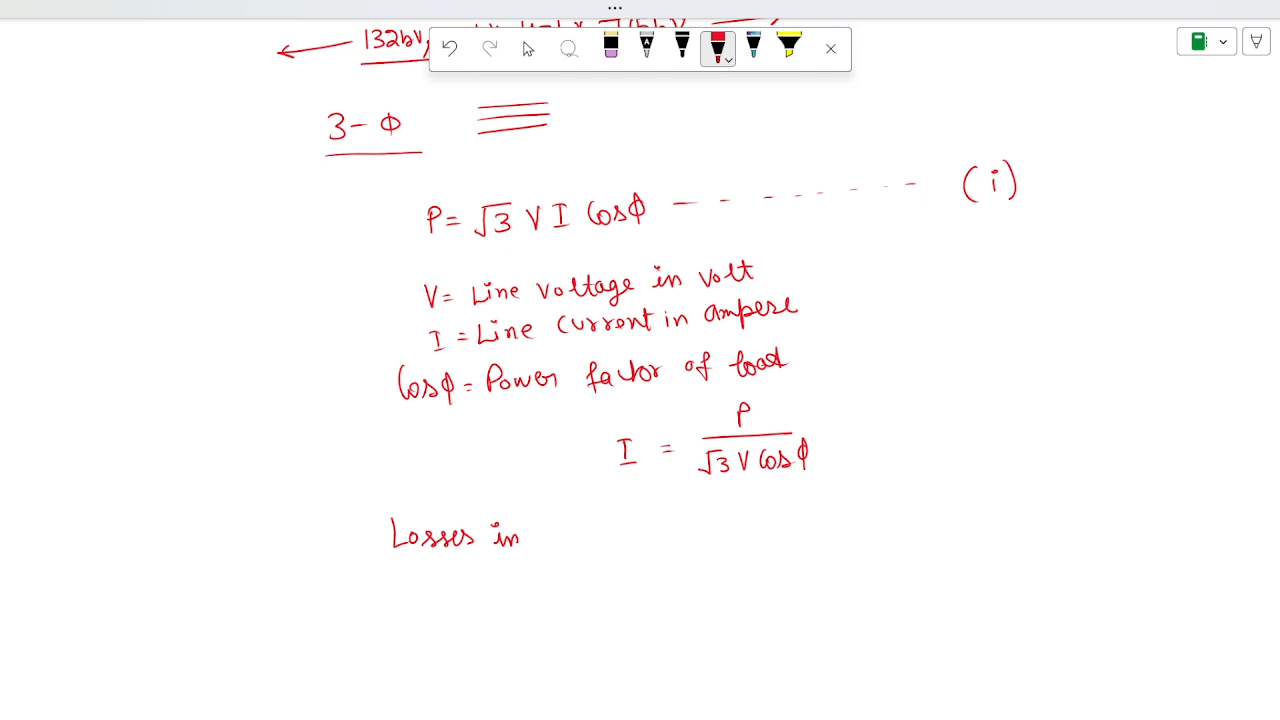 132kV,
3-Φ
P = √3 V I Cosϕ - - - - - - - - (i)
V = Line voltage in volt
I = Line current in ampere
Cosϕ = Power factor of load
I = P / √3 V Cosϕ
Losses in